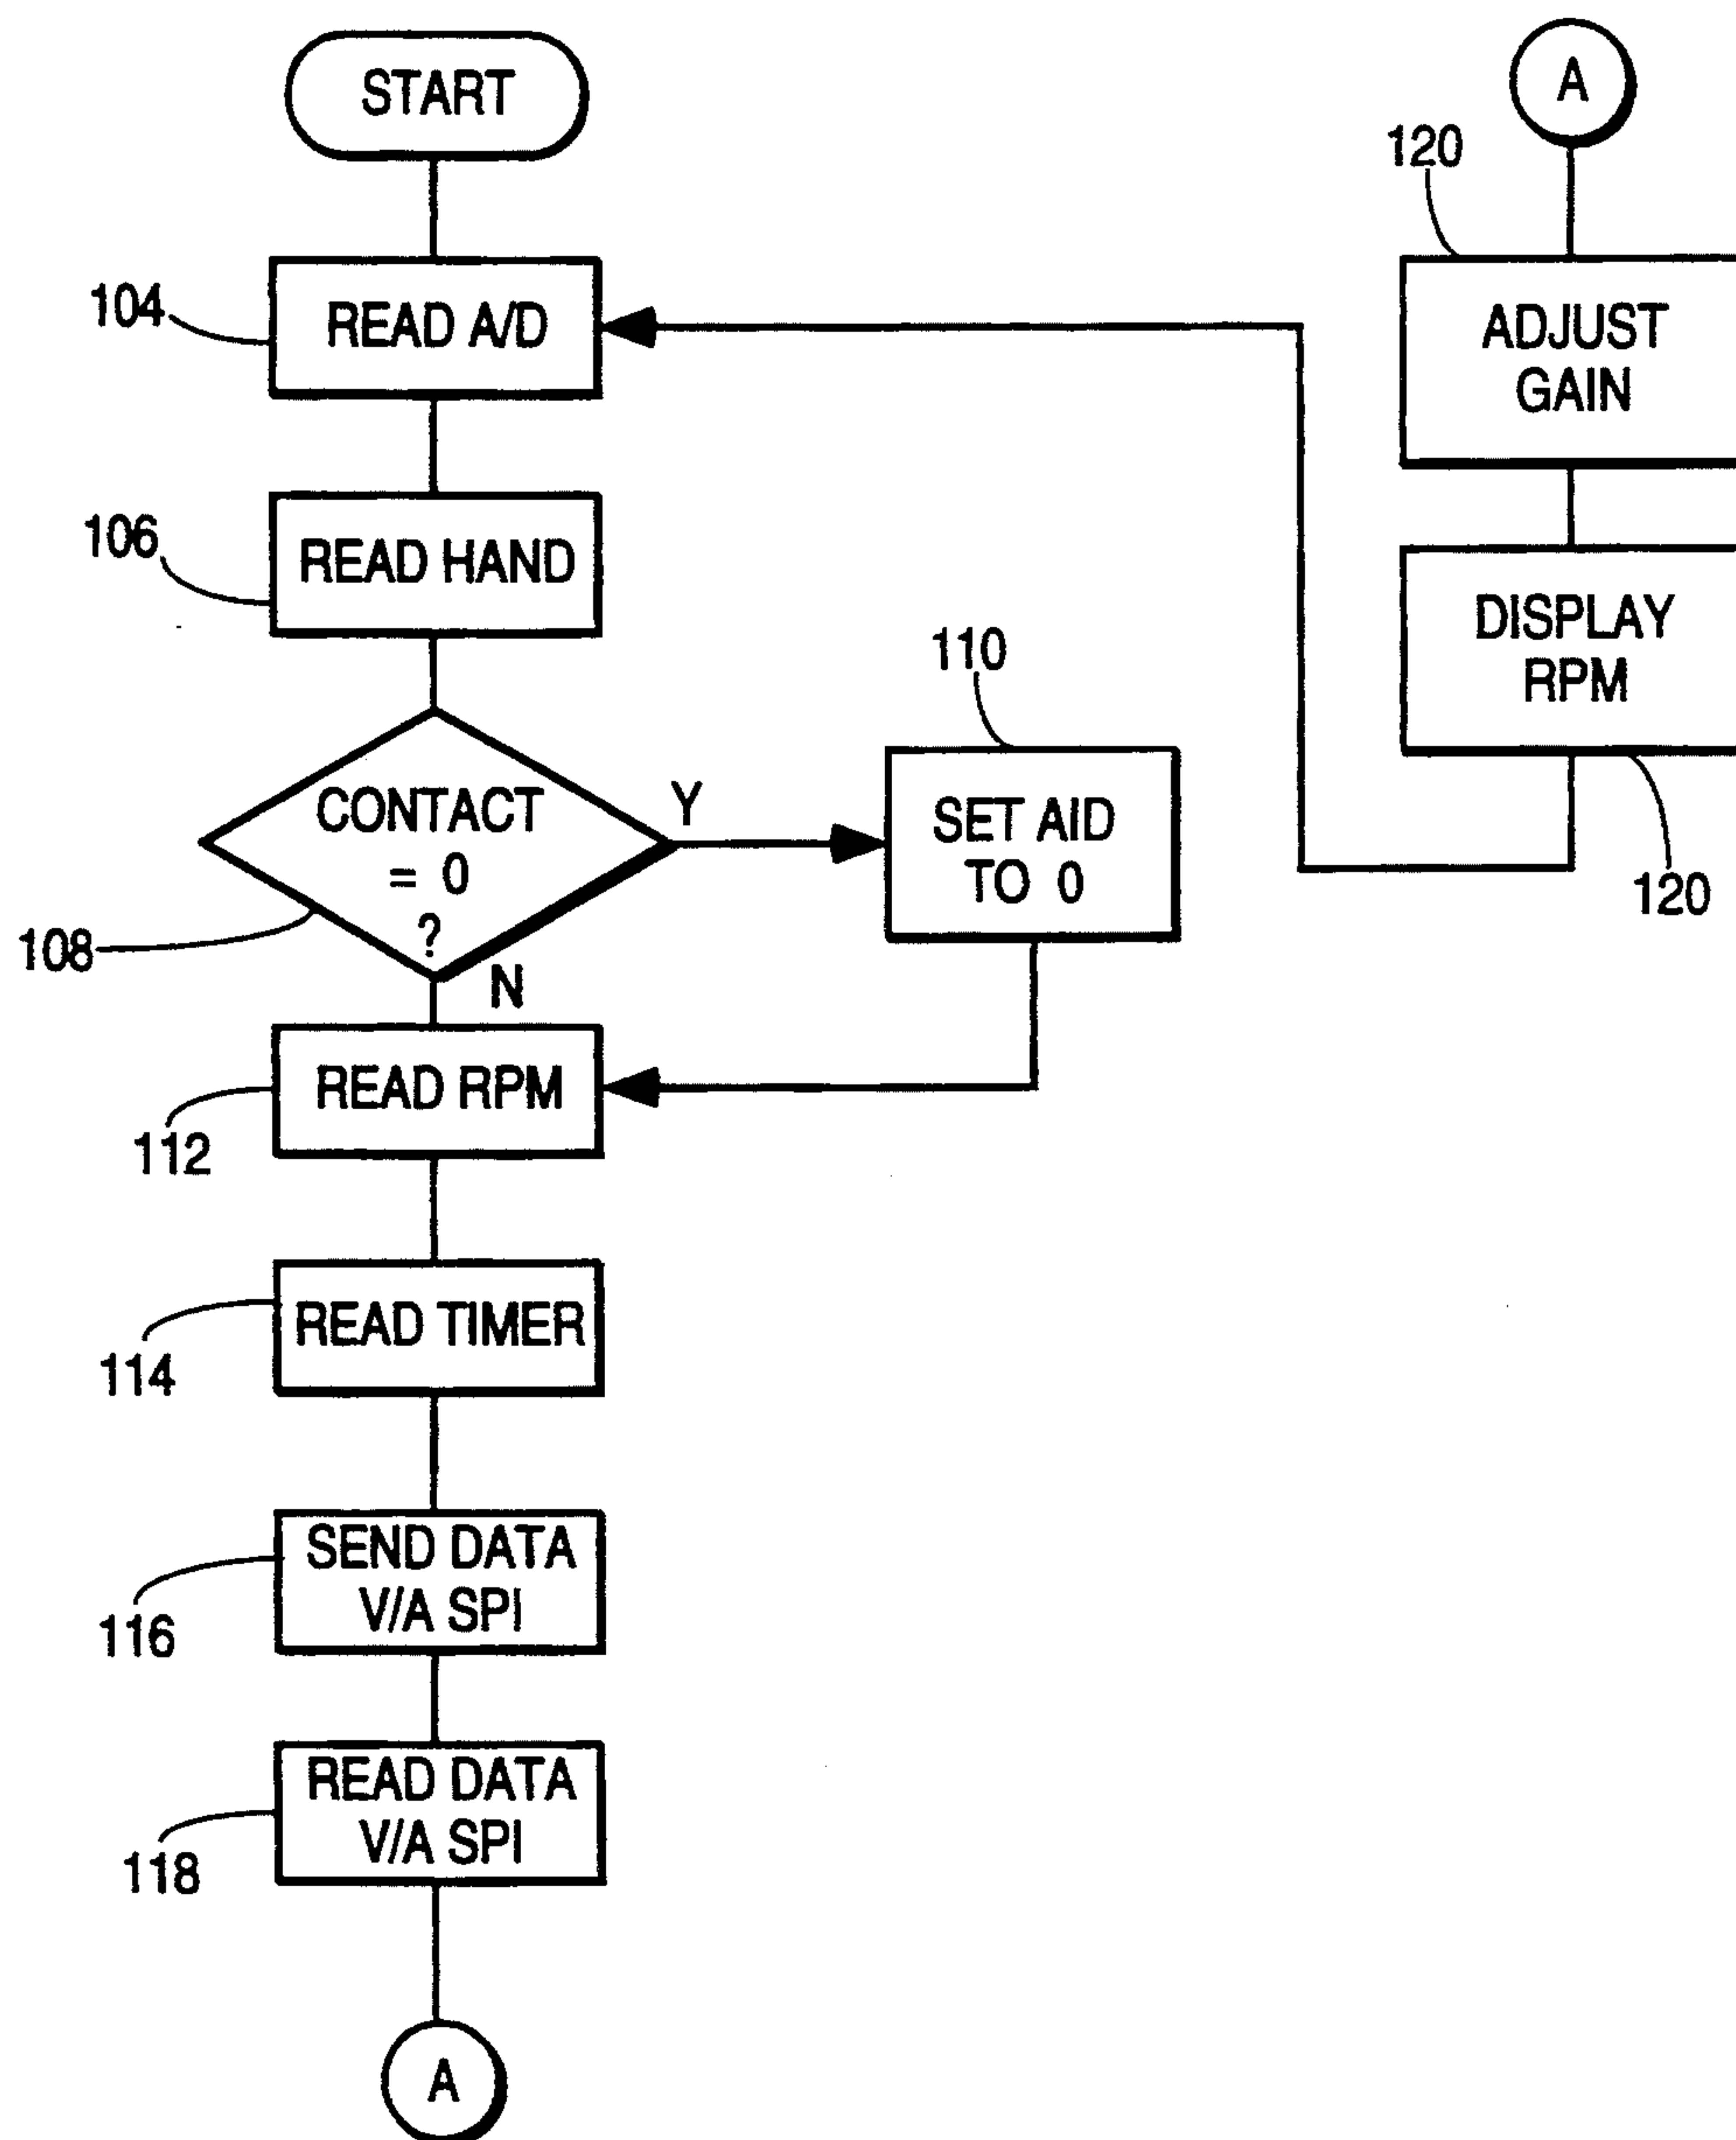 START
104
READ A/D
106
READ HAND
108
CONTACT
= 0
?
Y
N
110
SET AID
TO 0
112
READ RPM
114
READ TIMER
116
SEND DATA
V/A SPI
118
READ DATA
V/A SPI
A
A
120
ADJUST
GAIN
DISPLAY
RPM
120